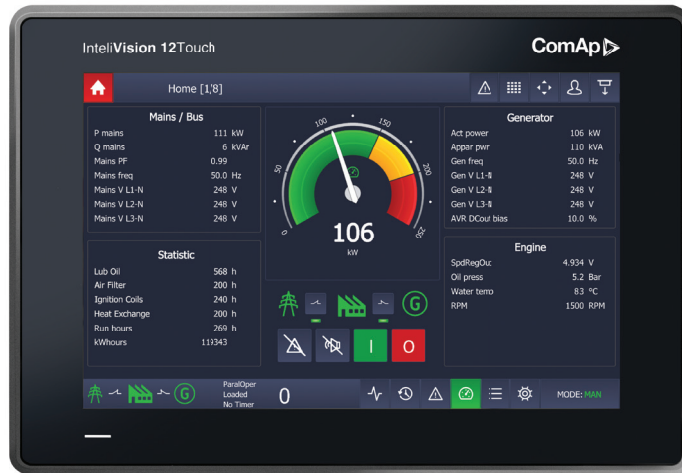 InteliVision 12Touch
ComAp
Home [1/8]
Mains / Bus
P mains 111 kW
Q mains 6 kVAr
Mains PF 0.99
Mains freq 50.0 Hz
Mains V L1-N 248 V
Mains V L2-N 248 V
Mains V L3-N 248 V
0
50
100
150
200
250
106
kW
Generator
Act power 106 kW
Appar pwr 110 kVA
Gen freq 50.0 Hz
Gen V L1-N 248 V
Gen V L2-N 248 V
Gen V L3-N 248 V
AVR DCout bias 10.0 %
Statistic
Lub Oil 568 h
Air Filter 200 h
Ignition Coils 240 h
Heat Exchange 200 h
Run hours 269 h
kWhours 119343
Engine
SpdRegOut 4.934 V
Oil press 5.2 Bar
Water temp 83 °C
RPM 1500 RPM
G
I
O
G
ParalOper
Loaded
No Timer
0
MODE: MAN